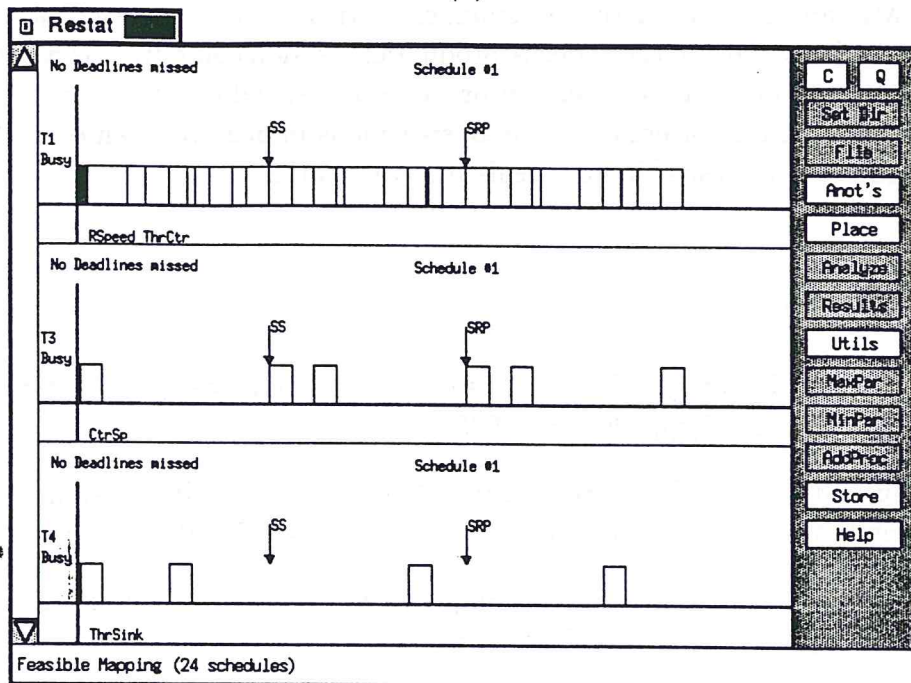 Restat
No Deadlines missed
Schedule #1
T1
Busy
SS
SRP
RSpeed ThrCtr
No Deadlines missed
Schedule #1
T3
Busy
SS
SRP
CtrSp
No Deadlines missed
Schedule #1
T4
Busy
SS
SRP
ThrSink
Feasible Mapping (24 schedules)
C Q
Set Dir
File
Anot's
Place
Analyze
Results
Utils
MaxPar
MinPar
AddProc
Store
Help